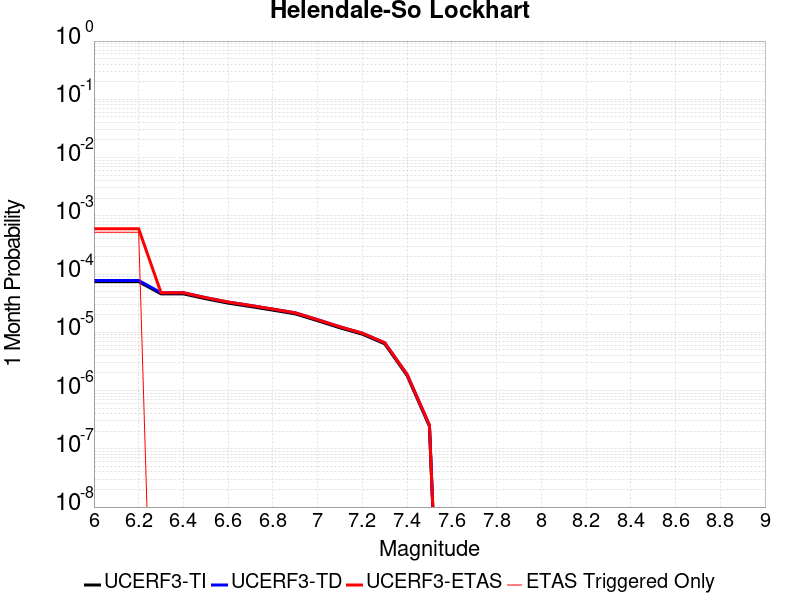 Helendale-So Lockhart
10^0
10^-1
10^-2
10^-3
10^-4
10^-5
10^-6
10^-7
10^-8
1 Month Probability
6 6.2 6.4 6.6 6.8 7 7.2 7.4 7.6 7.8 8 8.2 8.4 8.6 8.8 9
Magnitude
UCERF3-TI UCERF3-TD UCERF3-ETAS ETAS Triggered Only